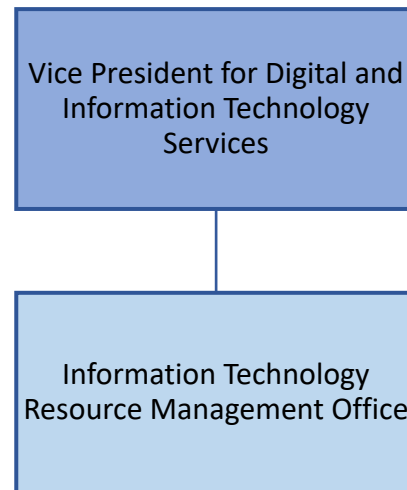 Vice President for Digital and
Information Technology
Services
Information Technology
Resource Management Office